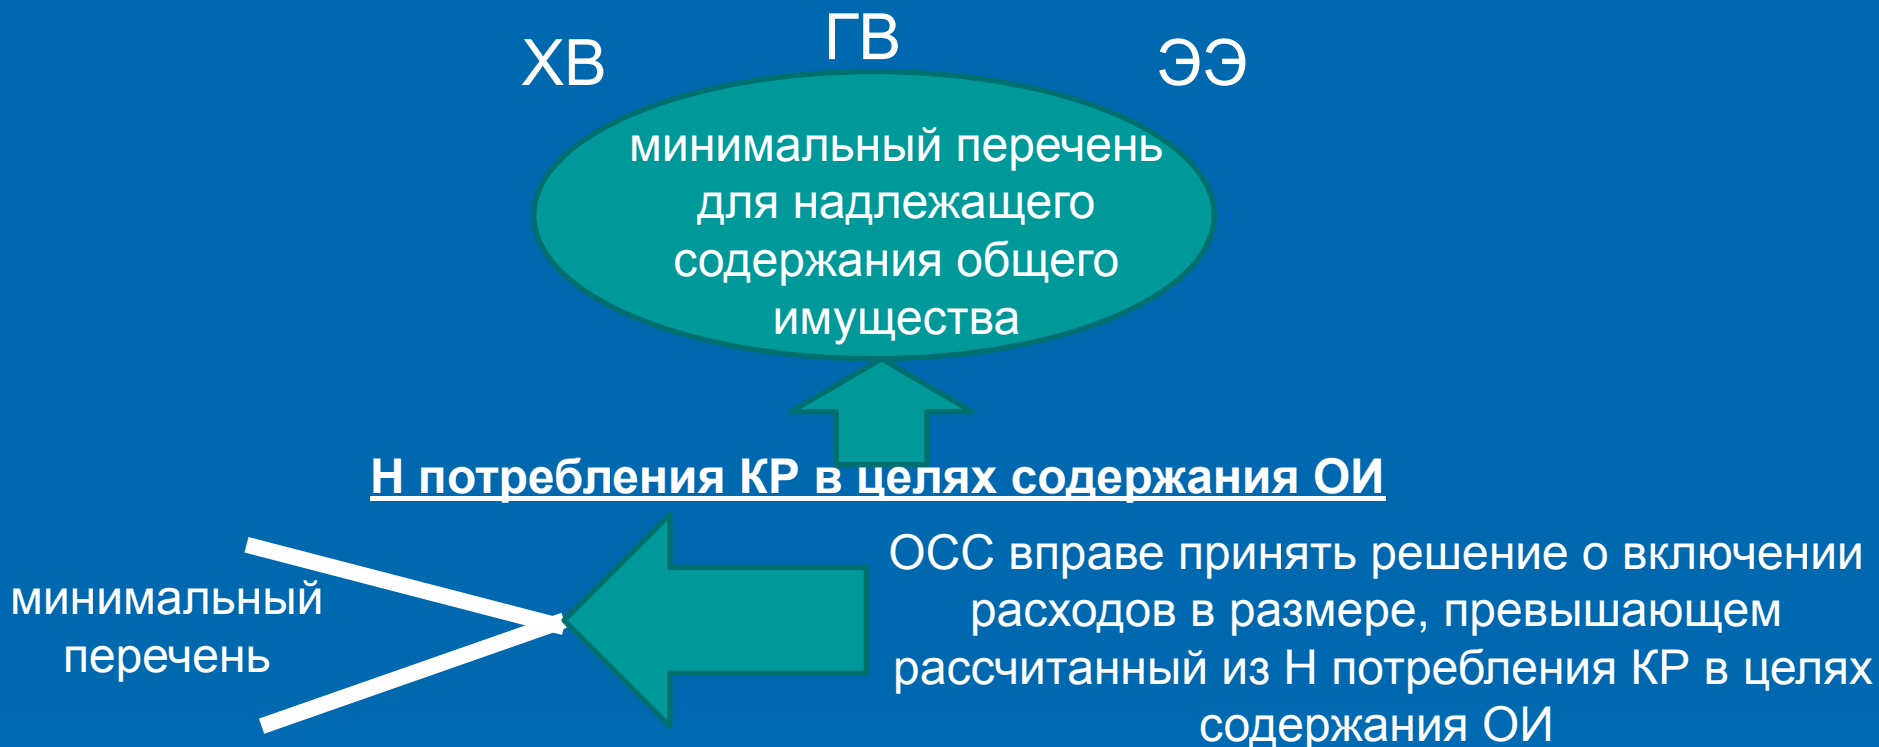 ХВ
ГВ
ЭЭ
минимальный перечень
для надлежащего
содержания общего
имущества
Н потребления КР в целях содержания ОИ
минимальный
перечень
ОСС вправе принять решение о включении
расходов в размере, превышающем
рассчитанный из Н потребления КР в целях
содержания ОИ